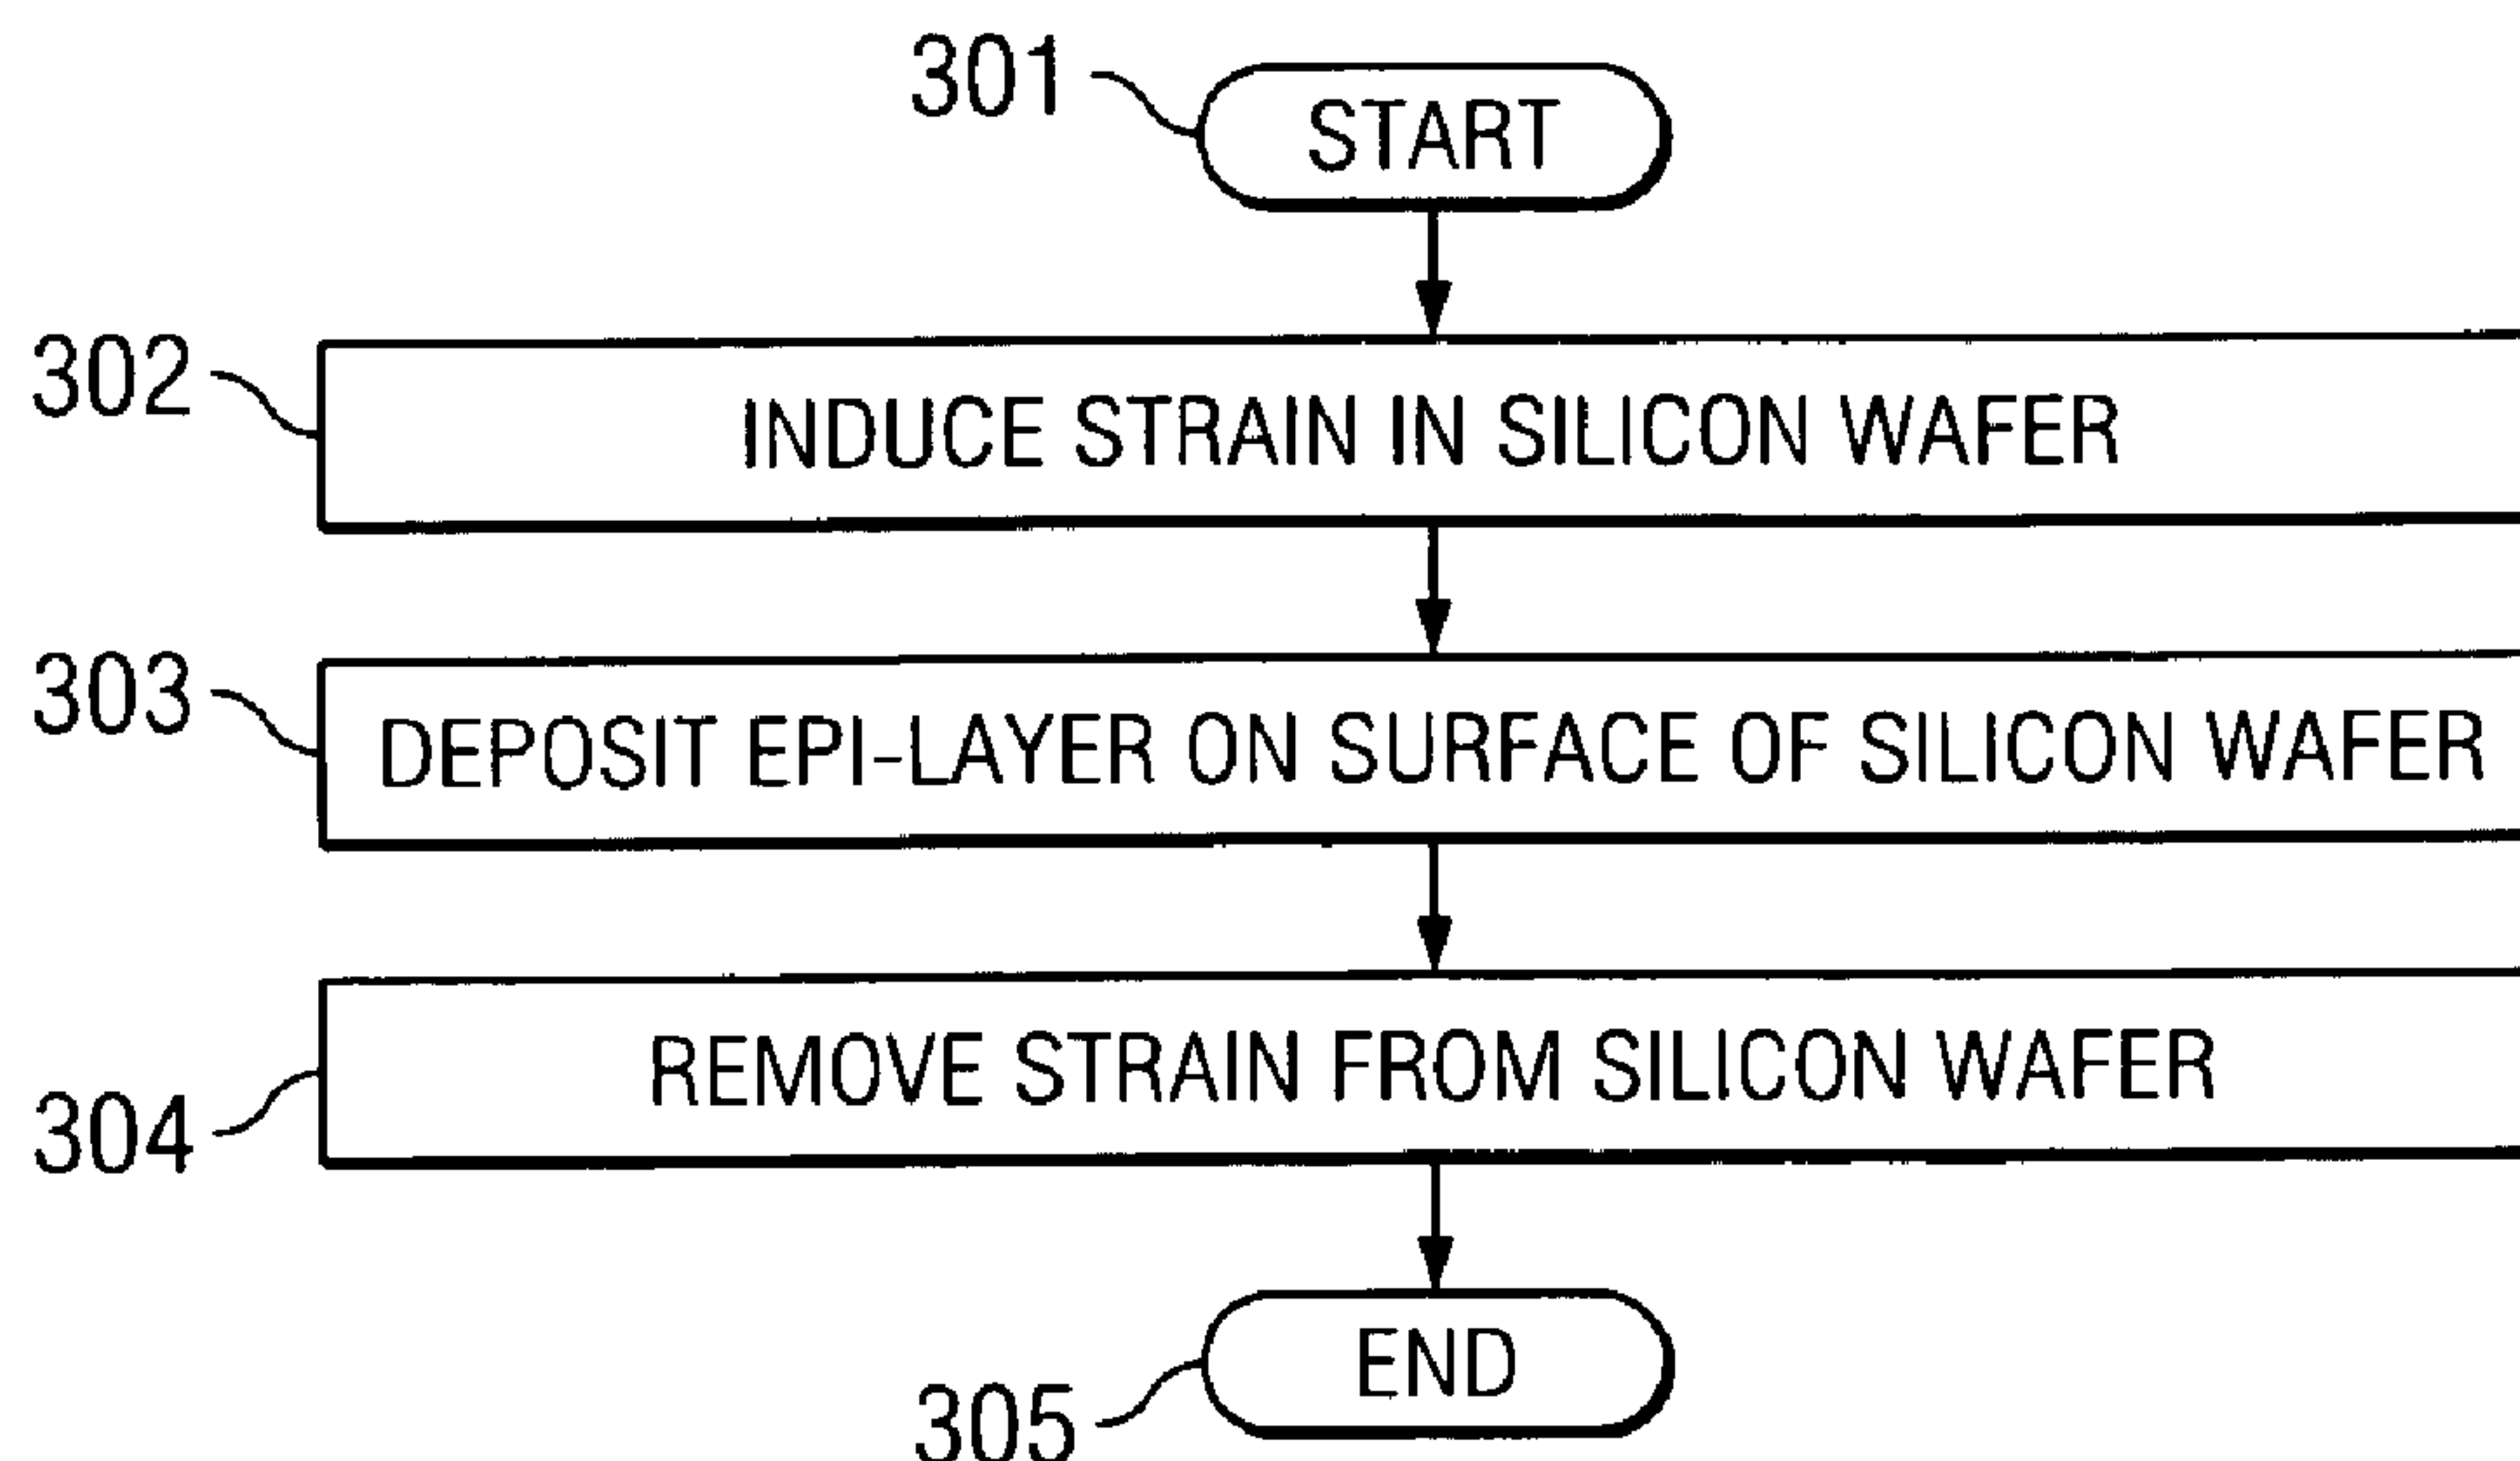 301
START
302
INDUCE STRAIN IN SILICON WAFER
303
DEPOSIT EPI-LAYER ON SURFACE OF SILICON WAFER
REMOVE STRAIN FROM SILICON WAFER
304
END
305